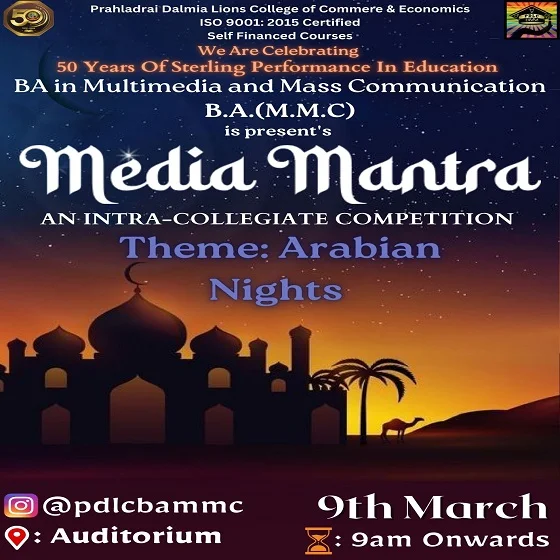 Prahladrai Dalmia Lions College of Commere & Economics
ISO 9001: 2015 Certified
Self Financed Courses
We Are Celebrating
50 Years Of Sterling Performance In Education
BA in Multimedia and Mass Communication
B.A.(M.M.C)
is present's
Media Mantra
AN INTRA-COLLEGIATE COMPETITION
Theme: Arabian
Nights
@pdlcbammc
9th March
: Auditorium
: 9am Onwards
50